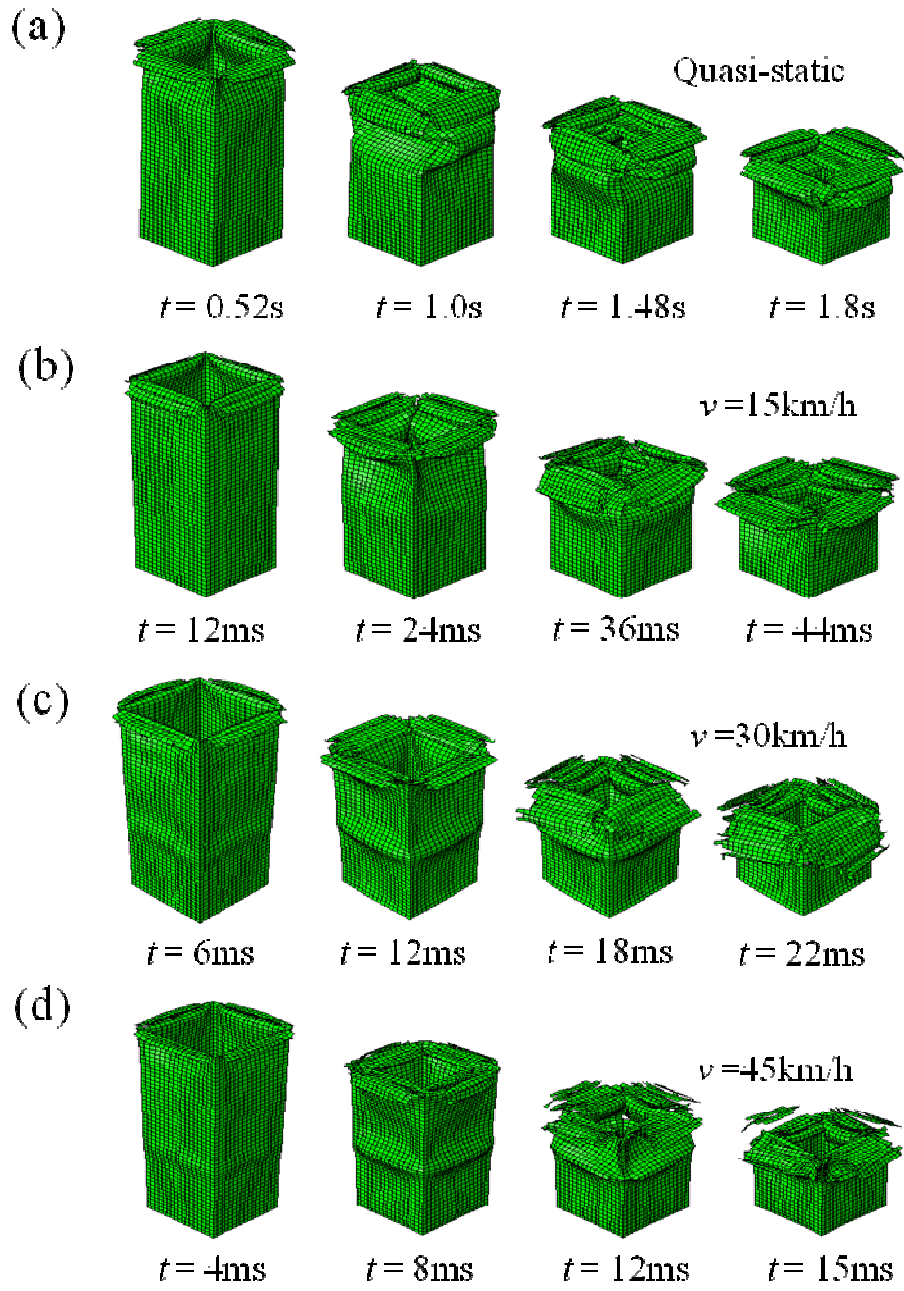 (a)
Quasi-static
t = 0.52s
t = 1.0s
t = 1.48s
t = 1.8s
(b)
v =15km/h
t = 12ms
t = 24ms
t = 36ms
t = 44ms
(c)
v =30km/h
t = 6ms
t = 12ms
t = 18ms
t = 22ms
(d)
v =45km/h
t = 4ms
t = 8ms
t = 12ms
t = 15ms